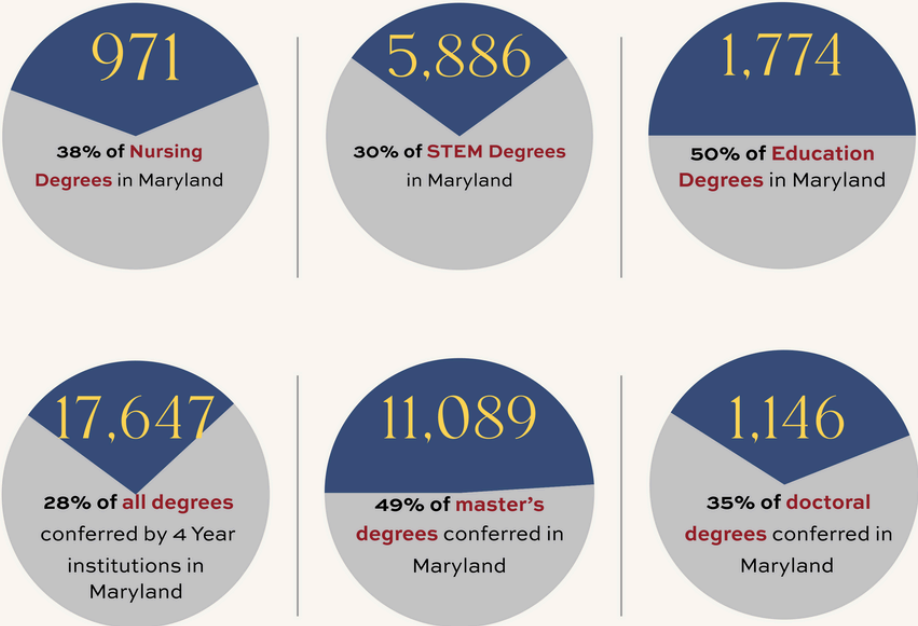 971
38% of Nursing
Degrees in Maryland
5,886
30% of STEM Degrees
in Maryland
1,774
50% of Education
Degrees in Maryland
17,647
28% of all degrees
conferred by 4 Year
institutions in
Maryland
11,089
49% of master’s
degrees conferred in
Maryland
1,146
35% of doctoral
degrees conferred in
Maryland